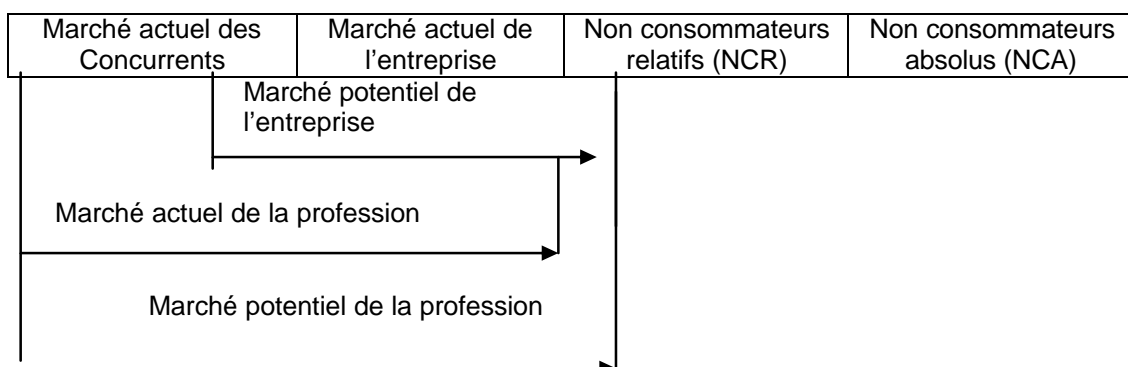 Marché actuel des
Concurrents
Marché actuel de
l’entreprise
Non consommateurs
relatifs (NCR)
Non consommateurs
absolus (NCA)
Marché potentiel de
l’entreprise
Marché actuel de la profession
Marché potentiel de la profession